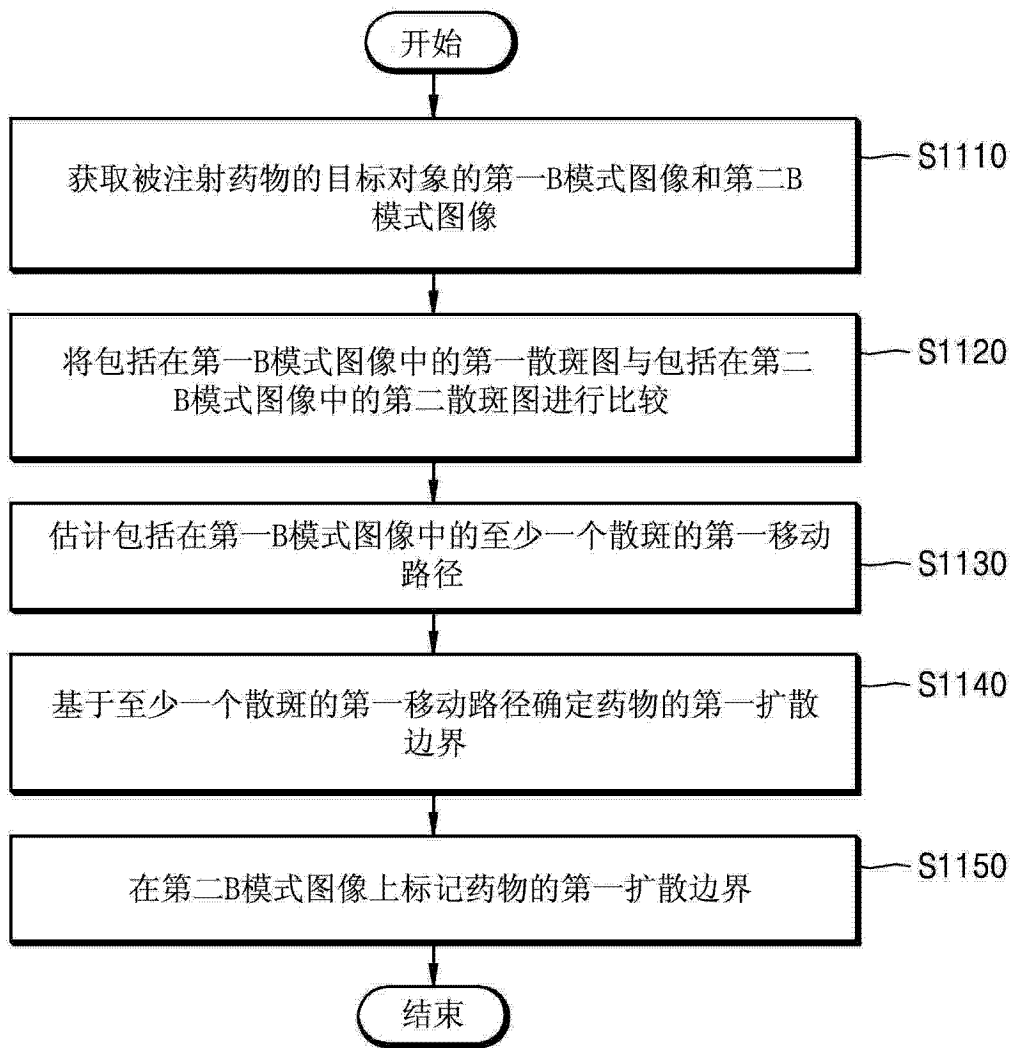 开始
获取被注射药物的目标对象的第一B模式图像和第二B
模式图像
S1110
将包括在第一B模式图像中的第一散斑图与包括在第二
B模式图像中的第二散斑图进行比较
S1120
估计包括在第一B模式图像中的至少一个散斑的第一移动
路径
S1130
基于至少一个散斑的第一移动路径确定药物的第一扩散
边界
S1140
在第二B模式图像上标记药物的第一扩散边界
S1150
结束